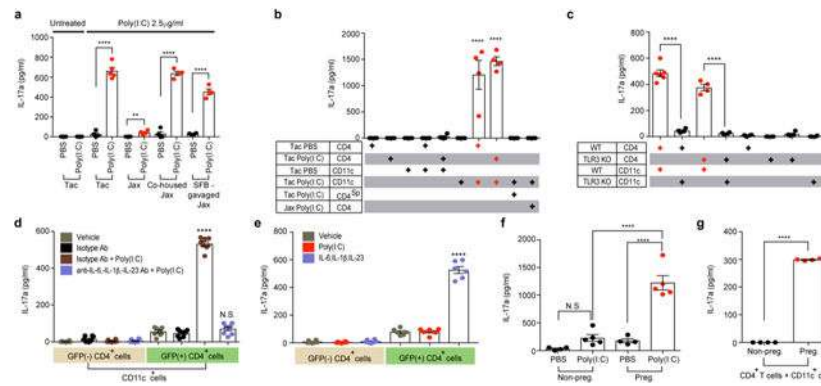 a
Untreated Poly(I:C) 2.5µg/ml
IL-17a (pg/ml)
1000
800
600
400
200
0
**** ** **** ****
PBS Poly(I:C) PBS Poly(I:C) PBS Poly(I:C) PBS Poly(I:C) PBS Poly(I:C)
Tac Tac Jax Co-housed Jax SFB-gavaged Jax
b
IL-17a (pg/ml)
2000
1500
1000
500
0
**** ****
Tac PBS CD4
Tac Poly(I:C) CD4
Tac PBS CD11c
Tac Poly(I:C) CD11c
Tac Poly(I:C) CD4Sp
Jax Poly(I:C) CD4
c
IL-17a (pg/ml)
800
600
400
200
0
**** ****
WT CD4
TLR3 KO CD4
WT CD11c
TLR3 KO CD11c
d
Vehicle
Isotype Ab
Isotype Ab + Poly(I:C)
anti-IL-6,-IL-1β,-IL-23 Ab + Poly(I:C)
IL-17a (pg/ml)
600
400
200
0
**** N.S.
GFP(-) CD4+ cells GFP(+) CD4+ cells
CD11c+ cells
e
Vehicle
Poly(I:C)
IL-6,IL-1β,IL-23
IL-17a (pg/ml)
800
600
400
200
0
****
GFP(-) CD4+ cells GFP(+) CD4+ cells
f
IL-17a (pg/ml)
2000
1500
1000
500
0
**** **** N.S
PBS Poly(I:C) PBS Poly(I:C)
Non-preg. Preg.
g
IL-17a (pg/ml)
400
300
200
100
0
****
Non-preg. Preg.
CD4+ T cells + CD11c+ c